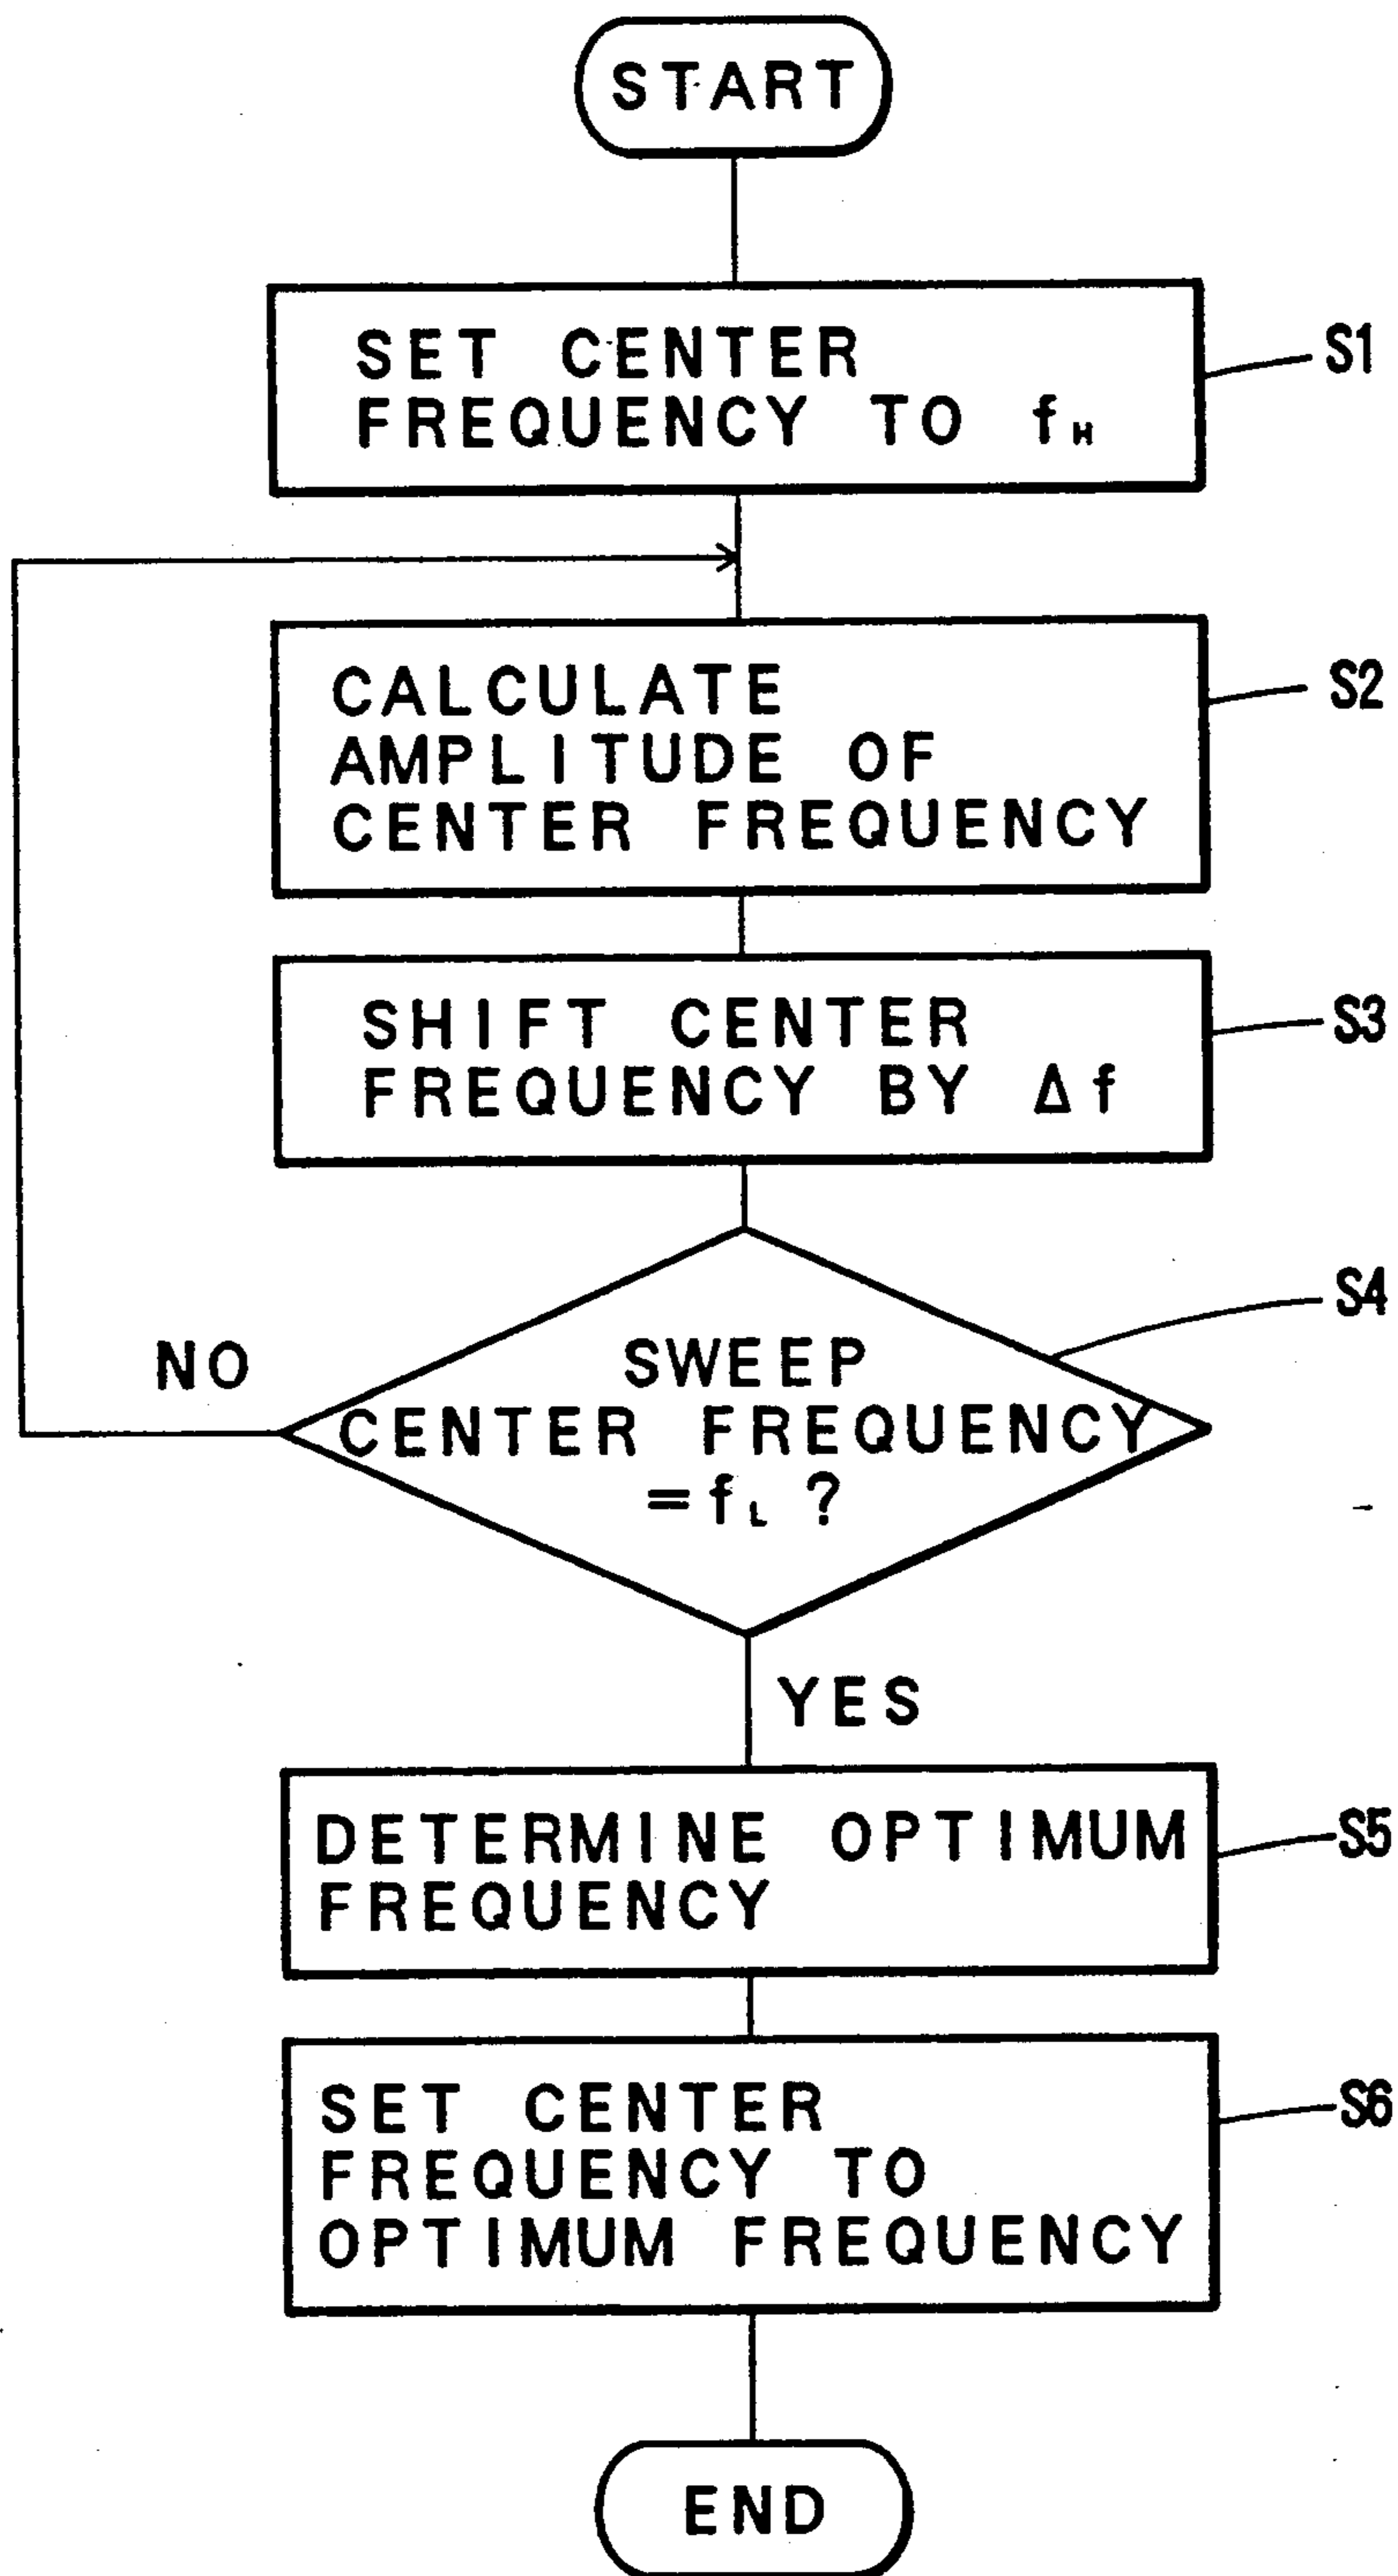 START
SET CENTER
FREQUENCY TO fH
S1
CALCULATE
AMPLITUDE OF
CENTER FREQUENCY
S2
SHIFT CENTER
FREQUENCY BY Δf
S3
SWEEP
CENTER FREQUENCY
=fL ?
S4
NO
YES
DETERMINE OPTIMUM
FREQUENCY
S5
SET CENTER
FREQUENCY TO
OPTIMUM FREQUENCY
S6
END